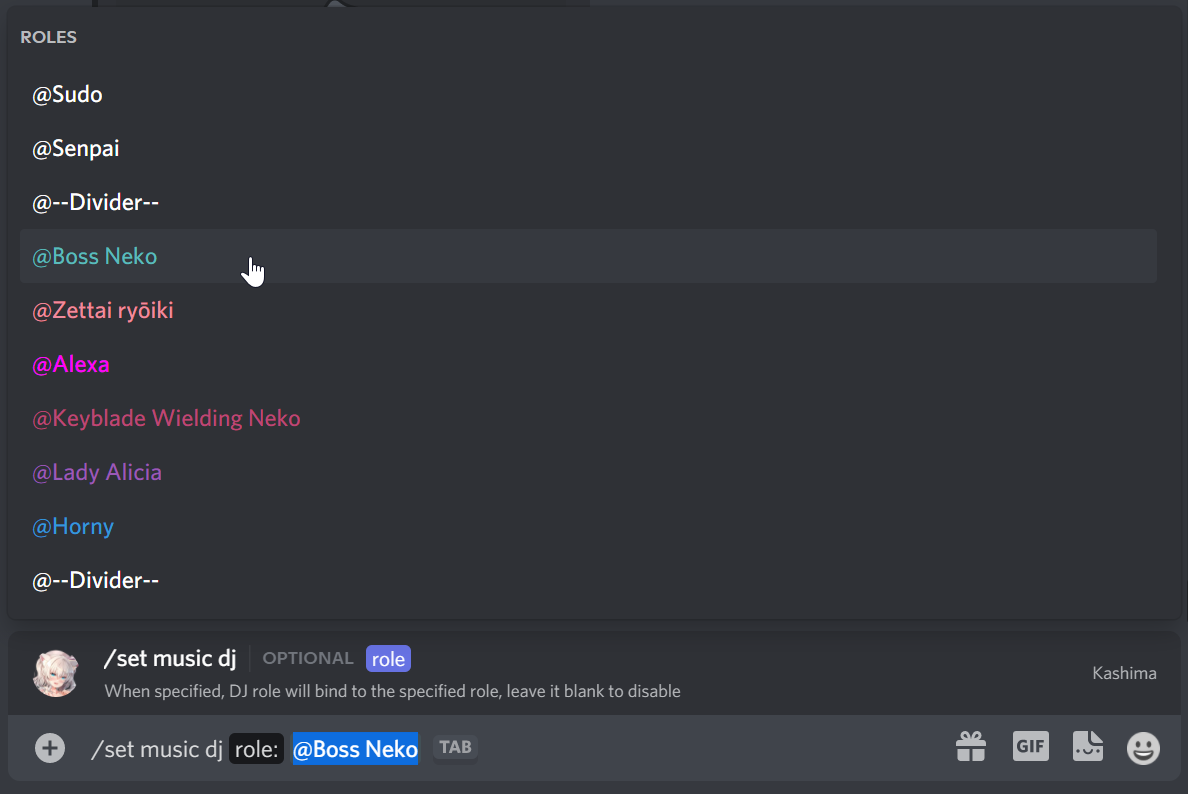 ROLES
@Sudo
@Senpai
@--Divider--
@Boss Neko
@Zettai ryōiki
@Alexa
@Keyblade Wielding Neko
@Lady Alicia
@Horny
@--Divider--
/set music dj OPTIONAL role
When specified, DJ role will bind to the specified role, leave it blank to disable
Kashima
/set music dj role: @Boss Neko TAB GIF